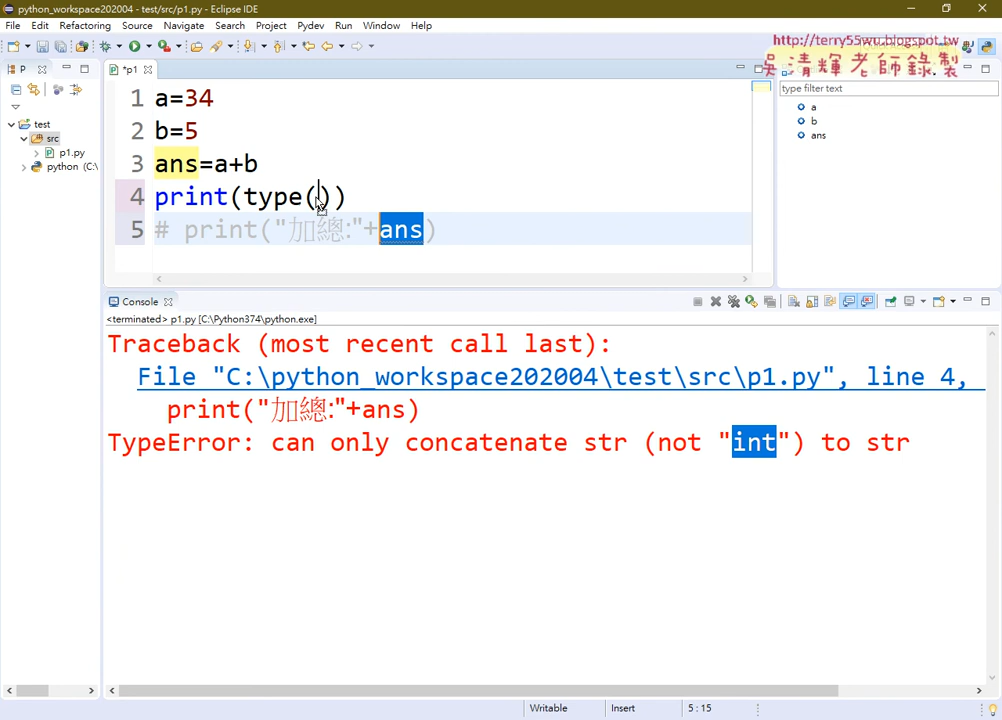 python_workspace202004 - test/src/p1.py - Eclipse IDE
File Edit Refactoring Source Navigate Search Project Pydev Run Window Help
http://terry55wu.blogspot.tw
吳清輝老師錄製
P
*p1
type filter text
test
src
p1.py
python (C:\
1 a=34
2 b=5
3 ans=a+b
4 print(type())
5 # print("加總:"+ans)
a
b
ans
Console
<terminated> p1.py [C:\Python374\python.exe]
Traceback (most recent call last):
File "C:\python_workspace202004\test\src\p1.py", line 4,
print("加總:"+ans)
TypeError: can only concatenate str (not "int") to str
Writable Insert 5 : 15